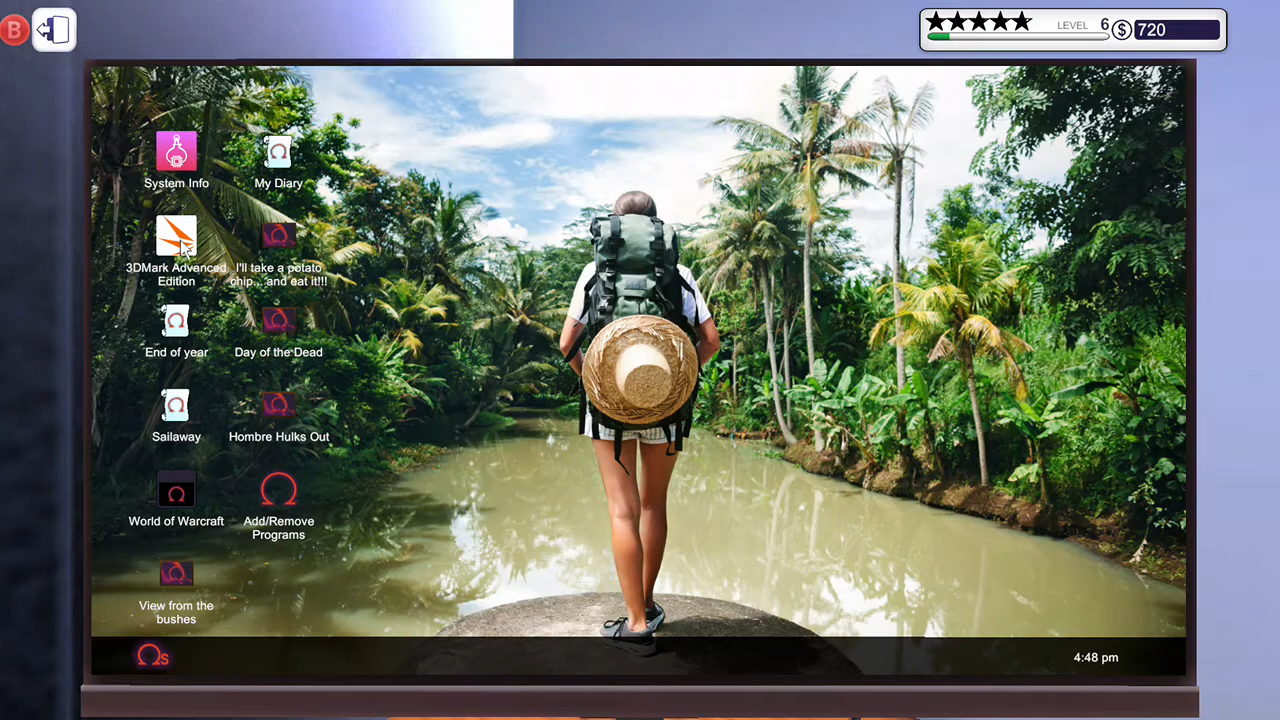 B
LEVEL 6
$ 720
System Info
My Diary
3DMark Advanced
Edition
I'll take a potato
chip...and eat it!!!
End of year
Day of the Dead
Sailaway
Hombre Hulks Out
World of Warcraft
Add/Remove
Programs
View from the
bushes
Ωs
4:48 pm